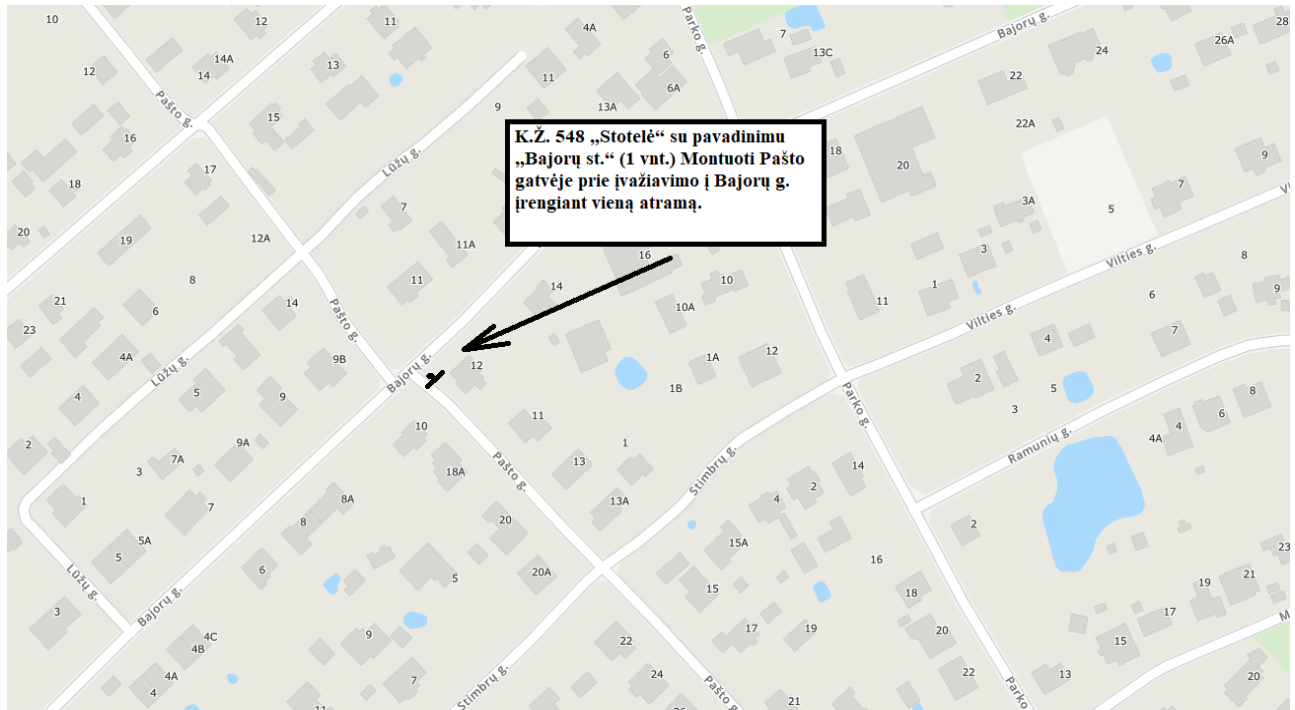 10
12
11
4A
Parko g.
7
13C
6
6A
Bajorų g.
24
28
26A
12
14A
14
13
11
13A
22
Pašto g.
16
15
9
K.Ž. 548 „Stotelė“ su pavadinimu
„Bajorų st.“ (1 vnt.) Montuoti Pašto
gatvėje prie įvažiavimo į Bajorų g.
įrengiant vieną atramą.
18
20
22A
9
18
17
Lūžų g.
7
3A
5
7
20
19
12A
11A
16
3
Vilties g.
8
8
11
14
10
10A
11
1
6
9
21
6
14
Pašto g.
Vilties g.
23
4A
9B
Bajorų g.
12
1A
12
4
7
Lūžų g.
5
9
1B
2
5
3
8
4
10
11
Parko g.
6
4
4A
Ramunių g.
2
9A
7A
3
18A
Pašto g.
13
1
Stimbrų g.
14
1
7
8A
13A
4
2
8
20
2
5A
5
15A
6
5
20A
16
23
21
19
Lūžų g.
Bajorų g.
15
18
17
3
4C
4B
9
22
17
19
20
15
4A
4
7
24
22
13
20
11
Stimbrų g.
Pašto g.
26
21
Parko